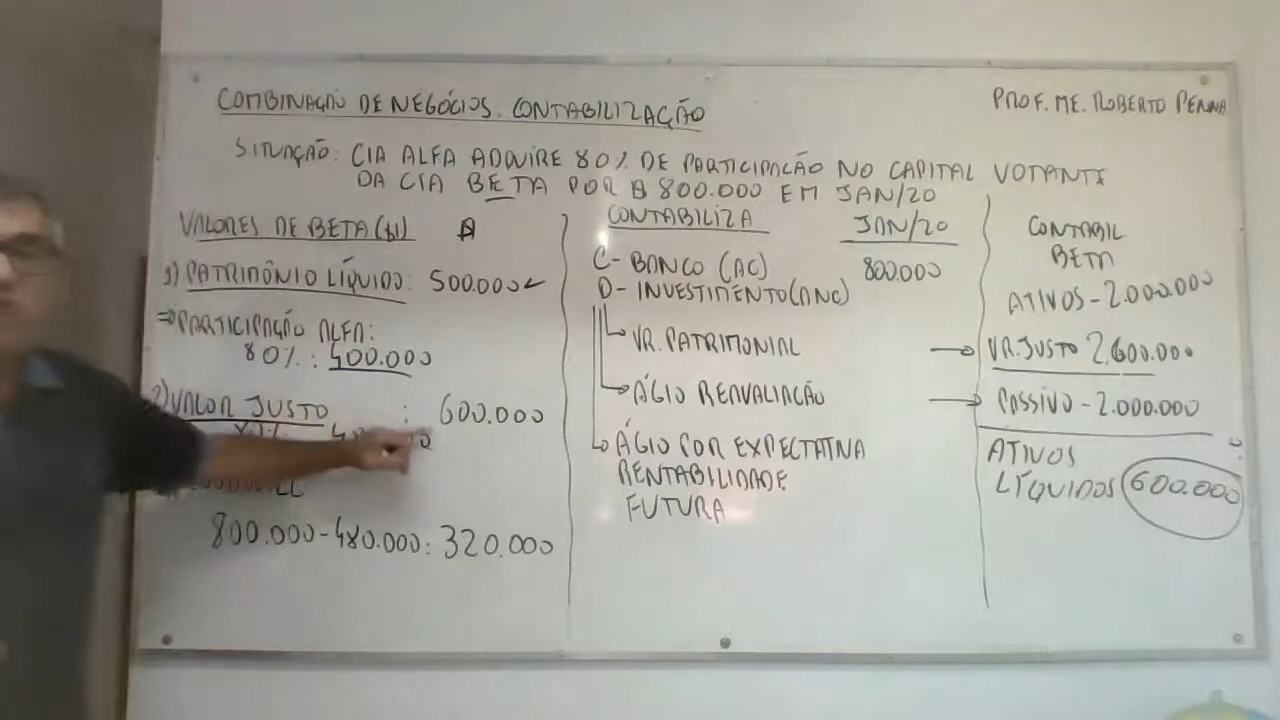 COMBINAÇÃO DE NEGÓCIOS. CONTABILIZAÇÃO
PROF. ME. ROBERTO PENNA
SITUAÇÃO: CIA ALFA ADQUIRE 80% DE PARTICIPAÇÃO NO CAPITAL VOTANTE
DA CIA BETA POR $ 800.000 EM JAN/20
VALORES DE BETA $
1) PATRIMÔNIO LÍQUIDO: 500.000
⇒ PARTICIPAÇÃO ALFA:
80%: 400.000
2) VALOR JUSTO : 600.000
80%
800.000-480.000: 320.000
CONTABILIZA JAN/20
C- BANCO (AC) 800.000
D- INVESTIMENTO (ANC)
VR. PATRIMONIAL
ÁGIO REAVALIAÇÃO
ÁGIO POR EXPECTATIVA
RENTABILIDADE
FUTURA
CONTABIL
BETA
ATIVOS - 2.000.000
VR. JUSTO 2.600.000
PASSIVO - 2.000.000
ATIVOS
LÍQUIDOS 600.000